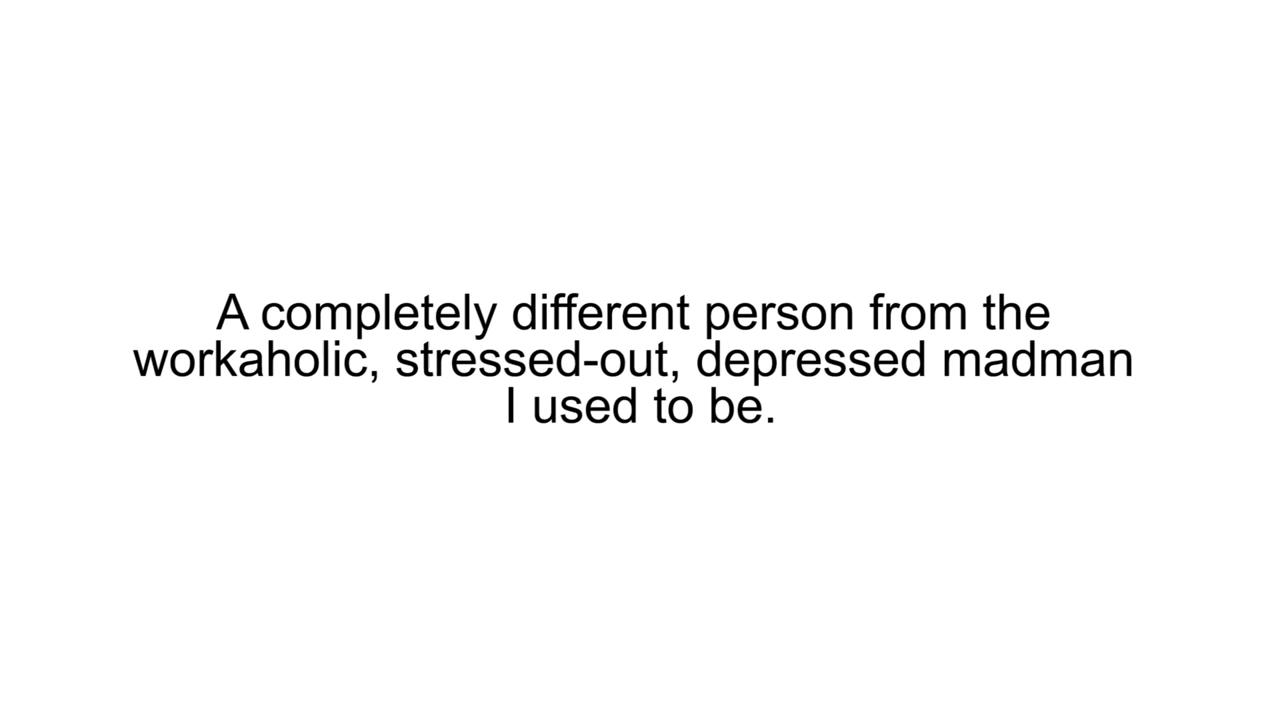 A completely different person from the
workaholic, stressed-out, depressed madman
I used to be.